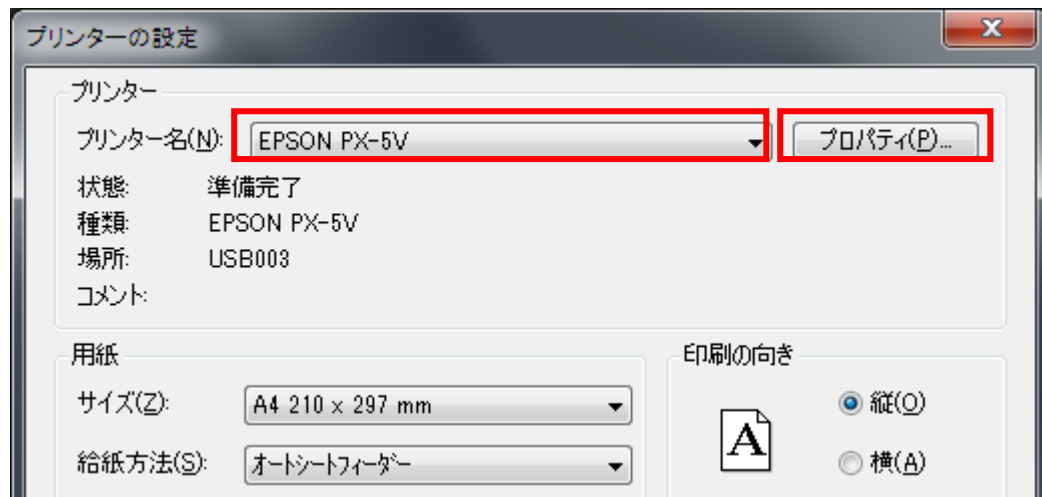 プリンターの設定
プリンター
プリンター名(N): EPSON PX-5V プロパティ(P)...
状態: 準備完了
種類: EPSON PX-5V
場所: USB003
コメント:
用紙
サイズ(Z): A4 210 x 297 mm
給紙方法(S): オートシートフィーダー
印刷の向き
A
縦(O)
横(A)